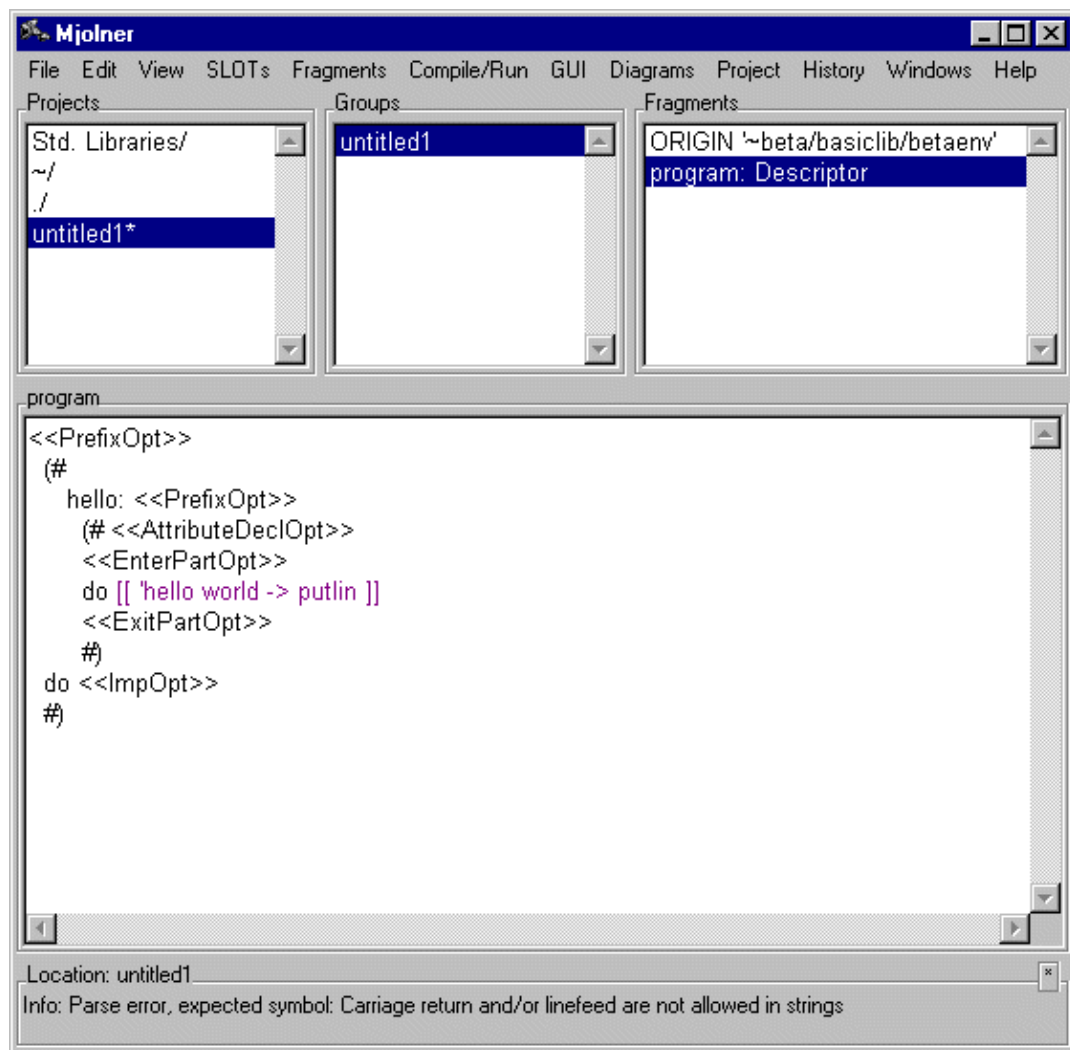 Mjolner
File Edit View SLOTs Fragments Compile/Run GUI Diagrams Project History Windows Help
Projects
Std. Libraries/
~/
./
untitled1*
Groups
untitled1
Fragments
ORIGIN '~beta/basiclib/betaenv'
program: Descriptor
program
<<PrefixOpt>>
(#
hello: <<PrefixOpt>>
(# <<AttributeDeclOpt>>
<<EnterPartOpt>>
do [[ 'hello world -> putlin ]]
<<ExitPartOpt>>
#)
do <<ImpOpt>>
#)
Location: untitled1
Info: Parse error, expected symbol: Carriage return and/or linefeed are not allowed in strings